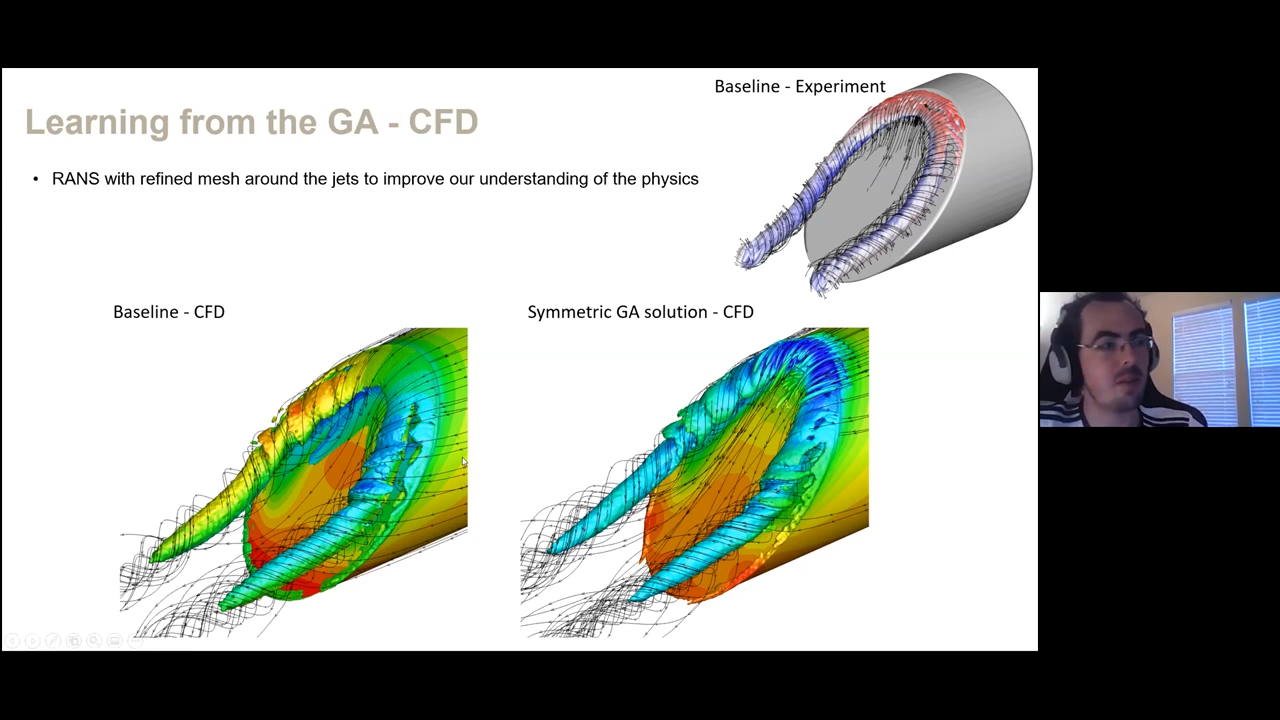 Baseline - Experiment
Learning from the GA - CFD
• RANS with refined mesh around the jets to improve our understanding of the physics
Baseline - CFD
Symmetric GA solution - CFD